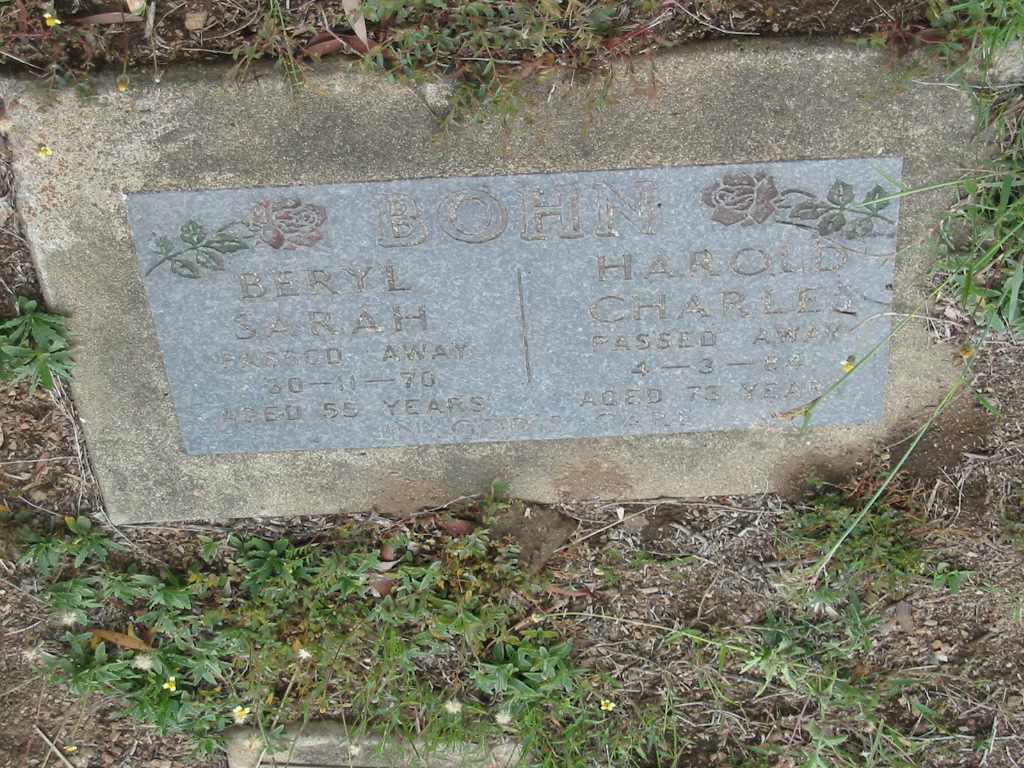 BOHN
BERYL
SARAH
PASSED AWAY
30-11-70
AGED 55 YEARS
HAROLD
CHARLES
PASSED AWAY
4-3-84
AGED 73 YEARS
IN GOD'S CARE